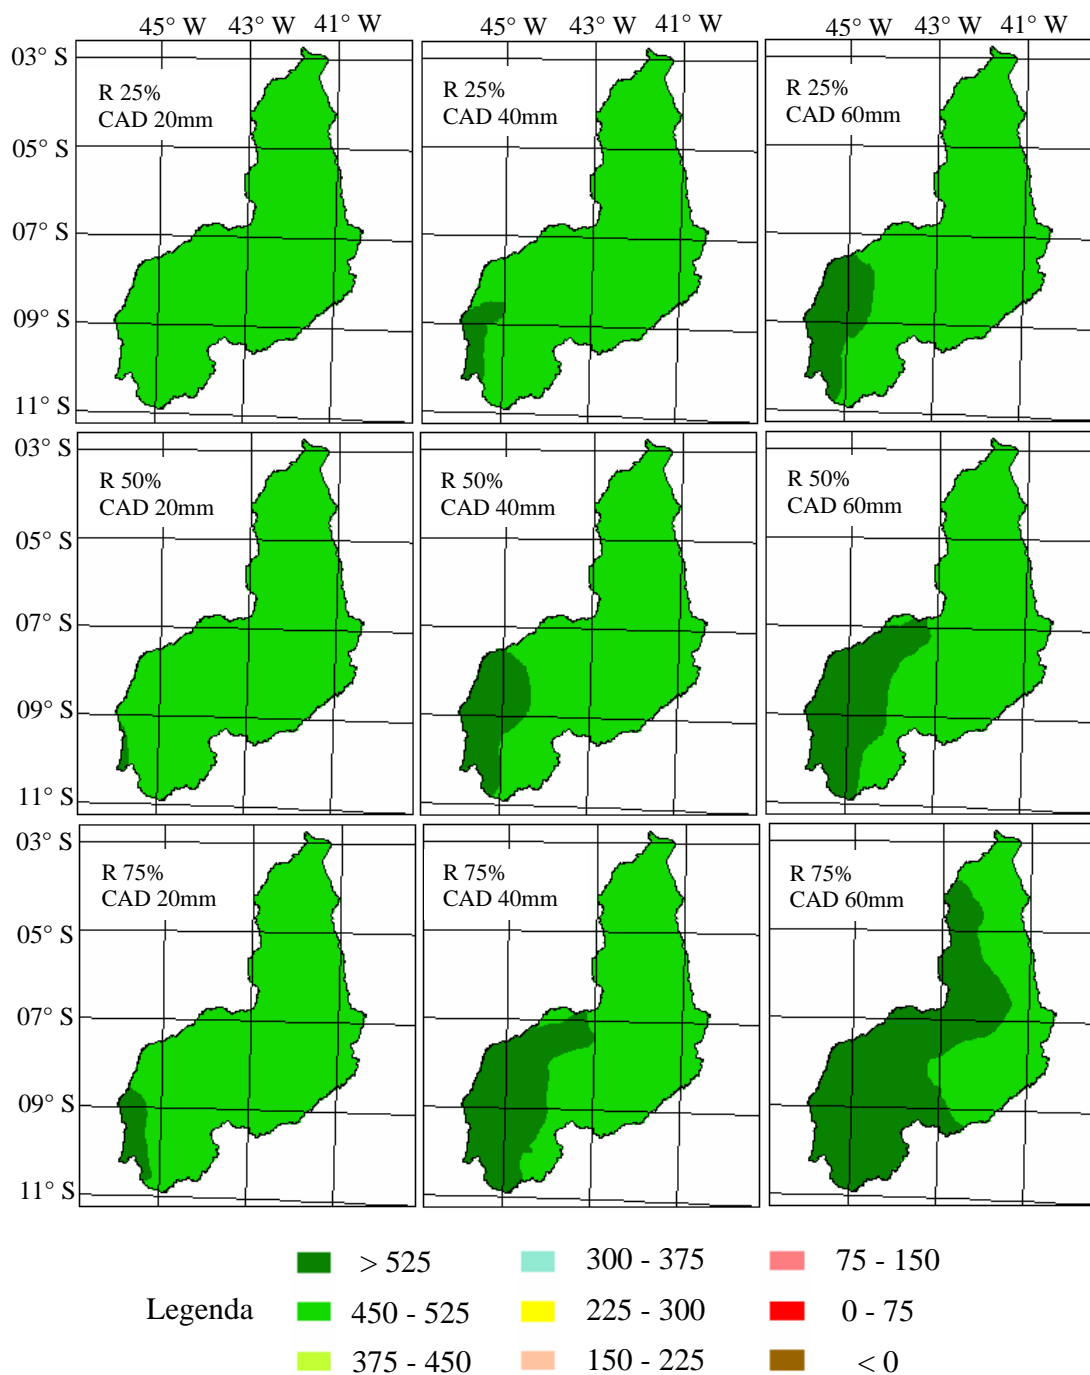 45° W 43° W 41° W 45° W 43° W 41° W 45° W 43° W 41° W
03° S
R 25%
CAD 20mm
R 25%
CAD 40mm
R 25%
CAD 60mm
05° S
07° S
09° S
11° S
03° S
R 50%
CAD 20mm
R 50%
CAD 40mm
R 50%
CAD 60mm
05° S
07° S
09° S
11° S
03° S
R 75%
CAD 20mm
R 75%
CAD 40mm
R 75%
CAD 60mm
05° S
07° S
09° S
11° S
Legenda
> 525
450 - 525
375 - 450
300 - 375
225 - 300
150 - 225
75 - 150
0 - 75
< 0